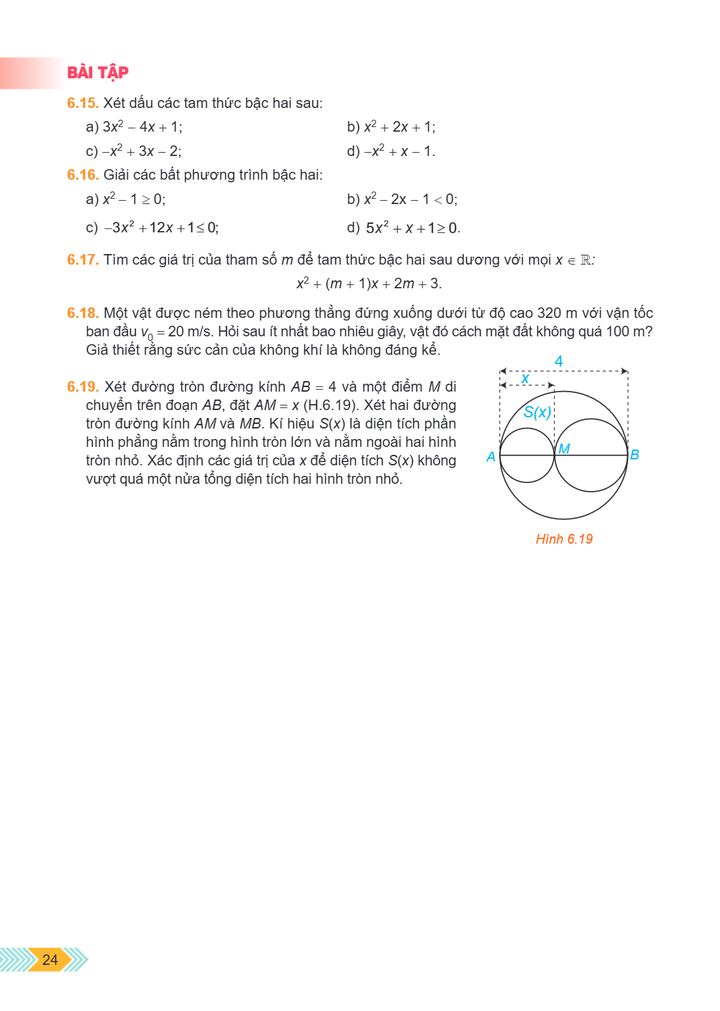 BÀI TẬP
6.15. Xét dấu các tam thức bậc hai sau:
a) 3x² − 4x + 1; b) x² + 2x + 1;
c) −x² + 3x − 2; d) −x² + x − 1.
6.16. Giải các bất phương trình bậc hai:
a) x² − 1 ≥ 0; b) x² − 2x − 1 < 0;
c) −3x² + 12x + 1 ≤ 0; d) 5x² + x + 1 ≥ 0.
6.17. Tìm các giá trị của tham số m để tam thức bậc hai sau dương với mọi x ∈ ℝ:
x² + (m + 1)x + 2m + 3.
6.18. Một vật được ném theo phương thẳng đứng xuống dưới từ độ cao 320 m với vận tốc
ban đầu v₀ = 20 m/s. Hỏi sau ít nhất bao nhiêu giây, vật đó cách mặt đất không quá 100 m?
Giả thiết rằng sức cản của không khí là không đáng kể.
6.19. Xét đường tròn đường kính AB = 4 và một điểm M di
chuyển trên đoạn AB, đặt AM = x (H.6.19). Xét hai đường
tròn đường kính AM và MB. Kí hiệu S(x) là diện tích phần
hình phẳng nằm trong hình tròn lớn và nằm ngoài hai hình
tròn nhỏ. Xác định các giá trị của x để diện tích S(x) không
vượt quá một nửa tổng diện tích hai hình tròn nhỏ.
4
x
S(x)
A M B
Hình 6.19
24